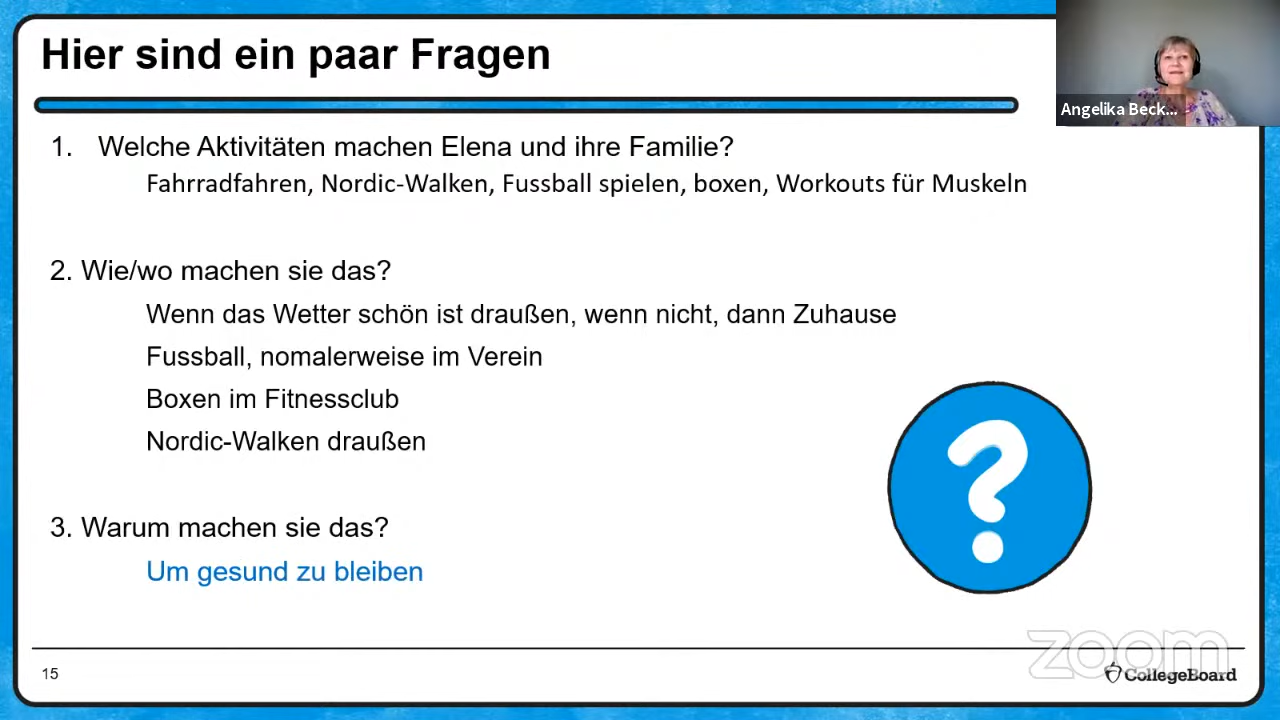 Hier sind ein paar Fragen
Angelika Beck...
1. Welche Aktivitäten machen Elena und ihre Familie?
Fahrradfahren, Nordic-Walken, Fussball spielen, boxen, Workouts für Muskeln
2. Wie/wo machen sie das?
Wenn das Wetter schön ist draußen, wenn nicht, dann Zuhause
Fussball, nomalerweise im Verein
Boxen im Fitnessclub
Nordic-Walken draußen
3. Warum machen sie das?
Um gesund zu bleiben
zoom
15
CollegeBoard